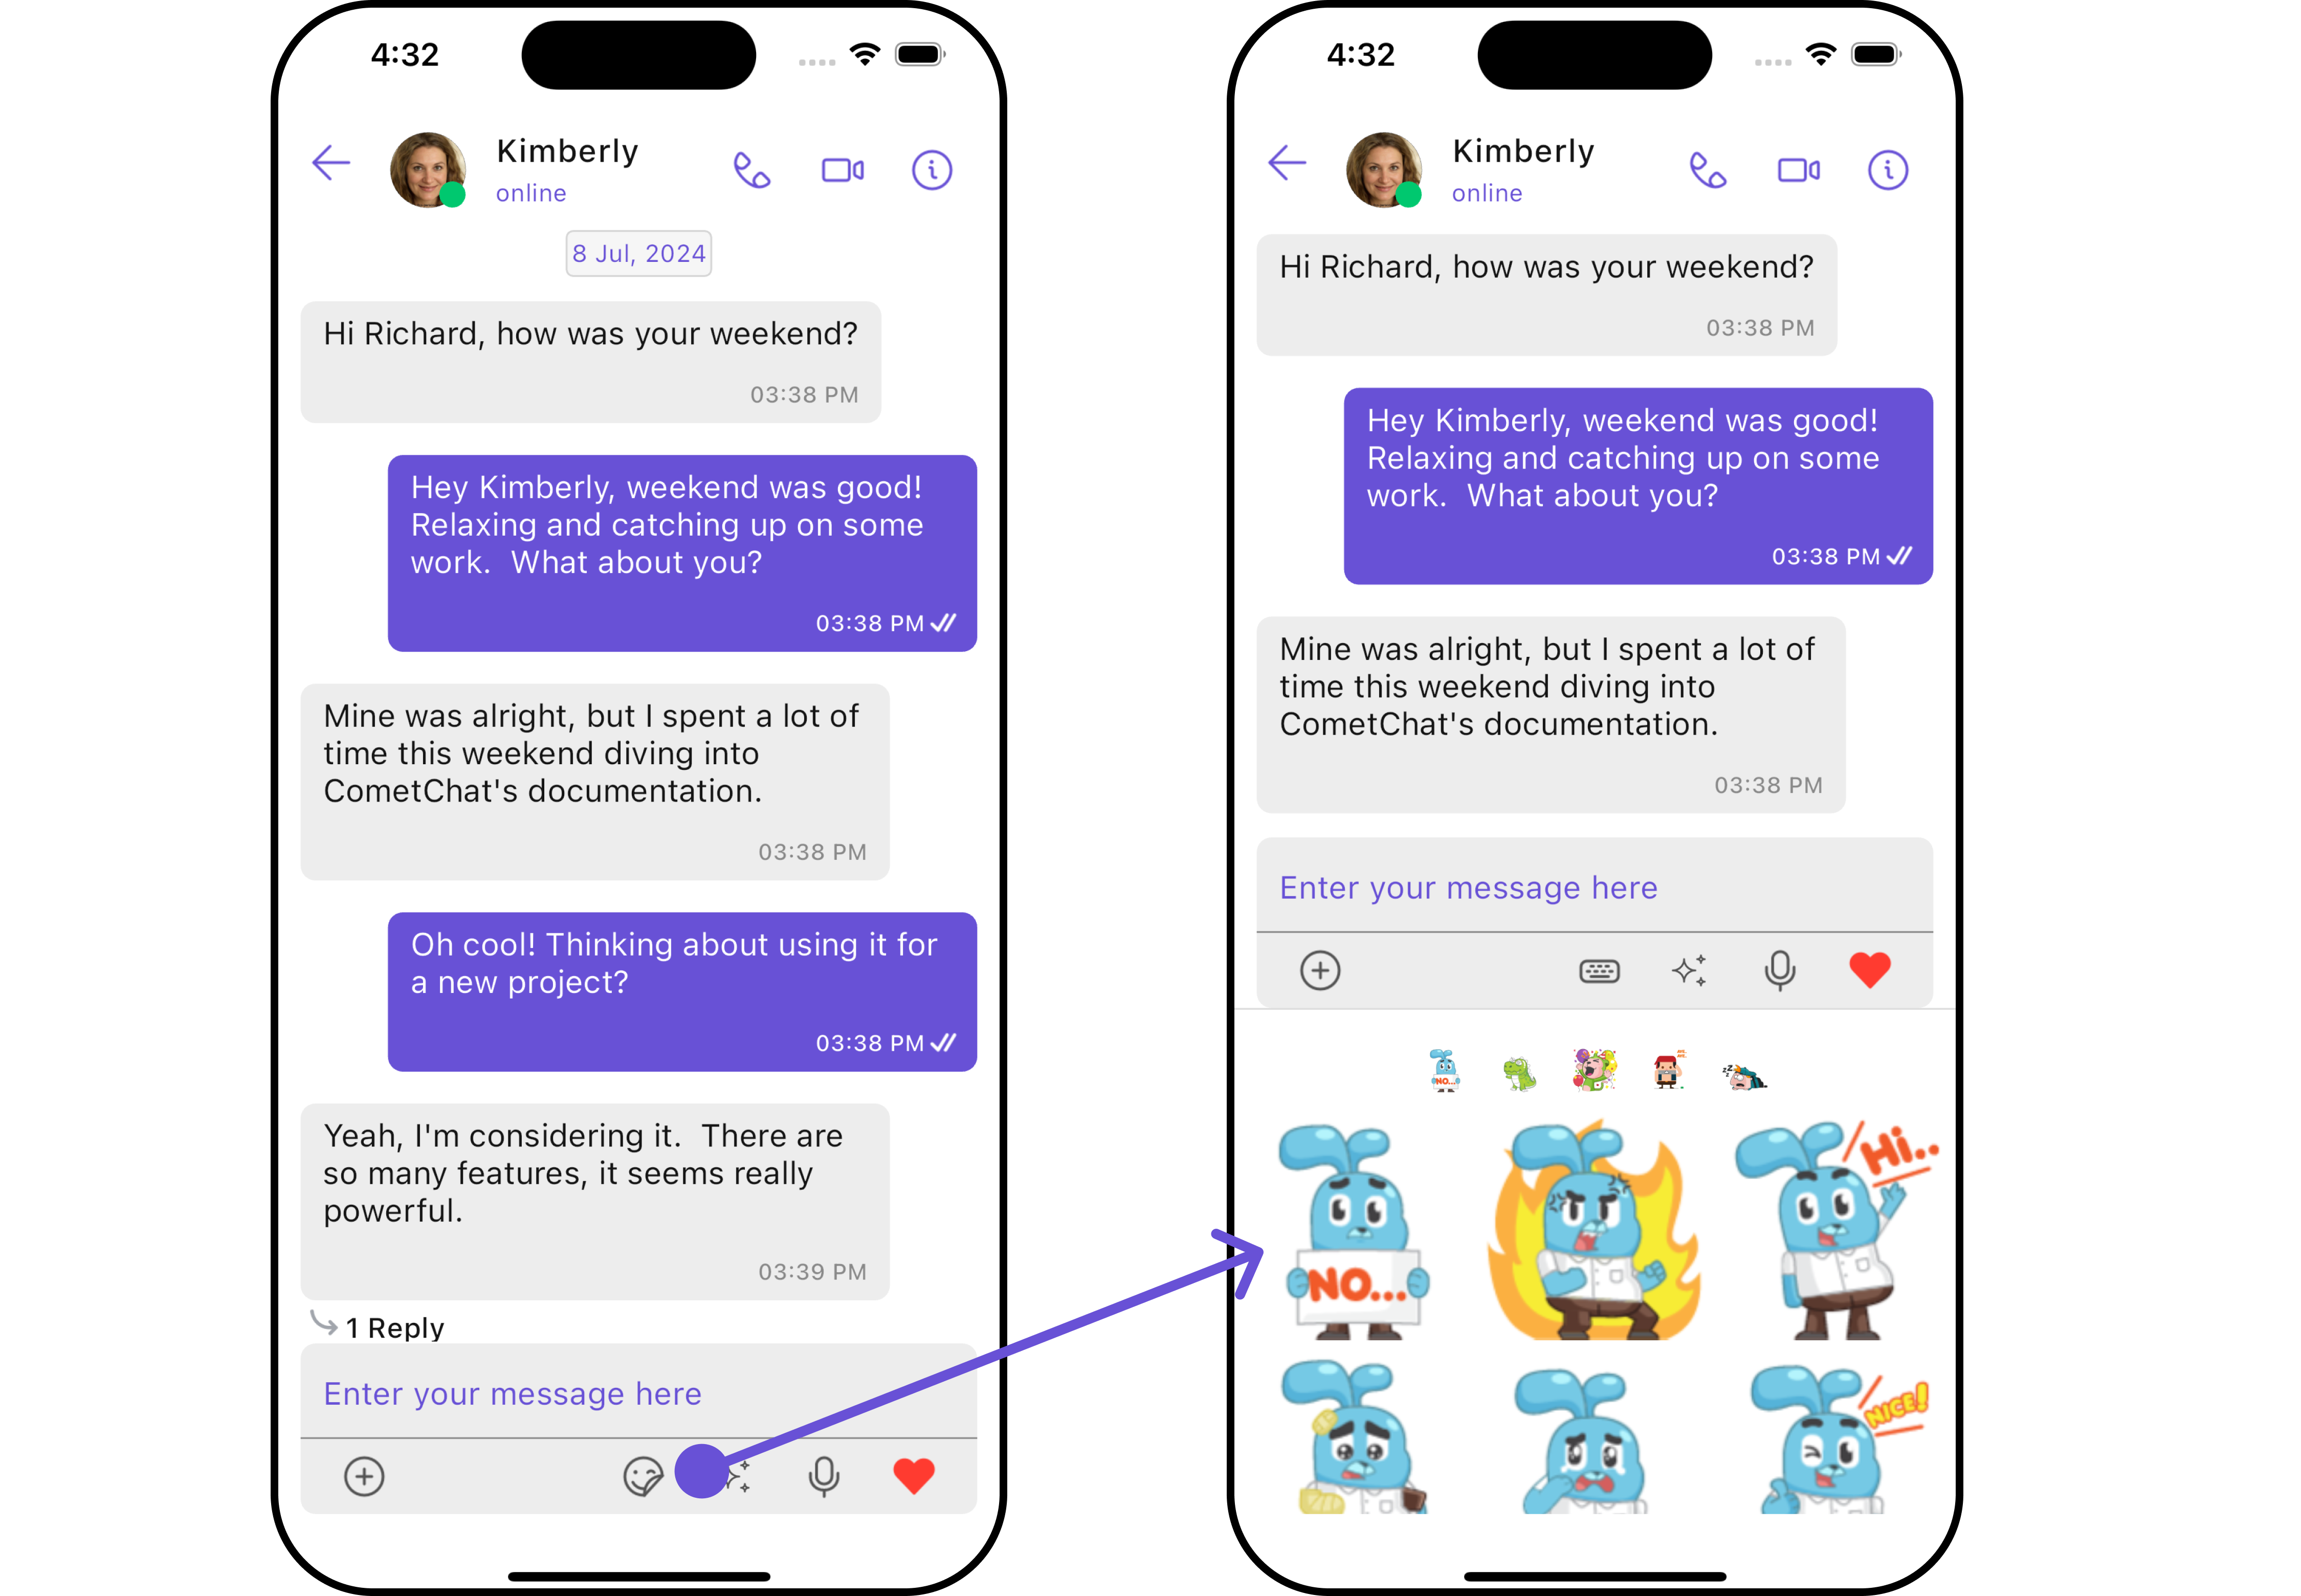 4:32
Kimberly
online
8 Jul, 2024
Hi Richard, how was your weekend?
03:38 PM
Hey Kimberly, weekend was good!
Relaxing and catching up on some
work.  What about you?
03:38 PM
Mine was alright, but I spent a lot of
time this weekend diving into
CometChat's documentation.
03:38 PM
Oh cool! Thinking about using it for
a new project?
03:38 PM
Yeah, I'm considering it.  There are
so many features, it seems really
powerful.
03:39 PM
1 Reply
Enter your message here
4:32
Kimberly
online
Hi Richard, how was your weekend?
03:38 PM
Hey Kimberly, weekend was good!
Relaxing and catching up on some
work.  What about you?
03:38 PM
Mine was alright, but I spent a lot of
time this weekend diving into
CometChat's documentation.
03:38 PM
Enter your message here
NO...
zzz
NO...
Hi..
NICE!